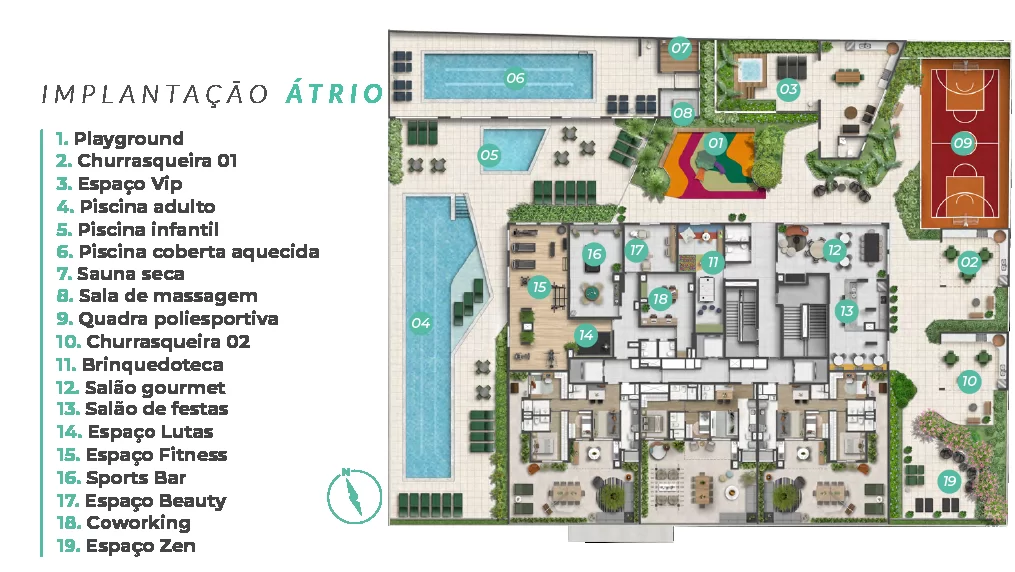 IMPLANTAÇÃO ÁTRIO
1. Playground
2. Churrasqueira 01
3. Espaço Vip
4. Piscina adulto
5. Piscina infantil
6. Piscina coberta aquecida
7. Sauna seca
8. Sala de massagem
9. Quadra poliesportiva
10. Churrasqueira 02
11. Brinquedoteca
12. Salão gourmet
13. Salão de festas
14. Espaço Lutas
15. Espaço Fitness
16. Sports Bar
17. Espaço Beauty
18. Coworking
19. Espaço Zen
N
07
06
03
08
01
09
05
16
17
11
12
02
15
18
13
04
14
10
19